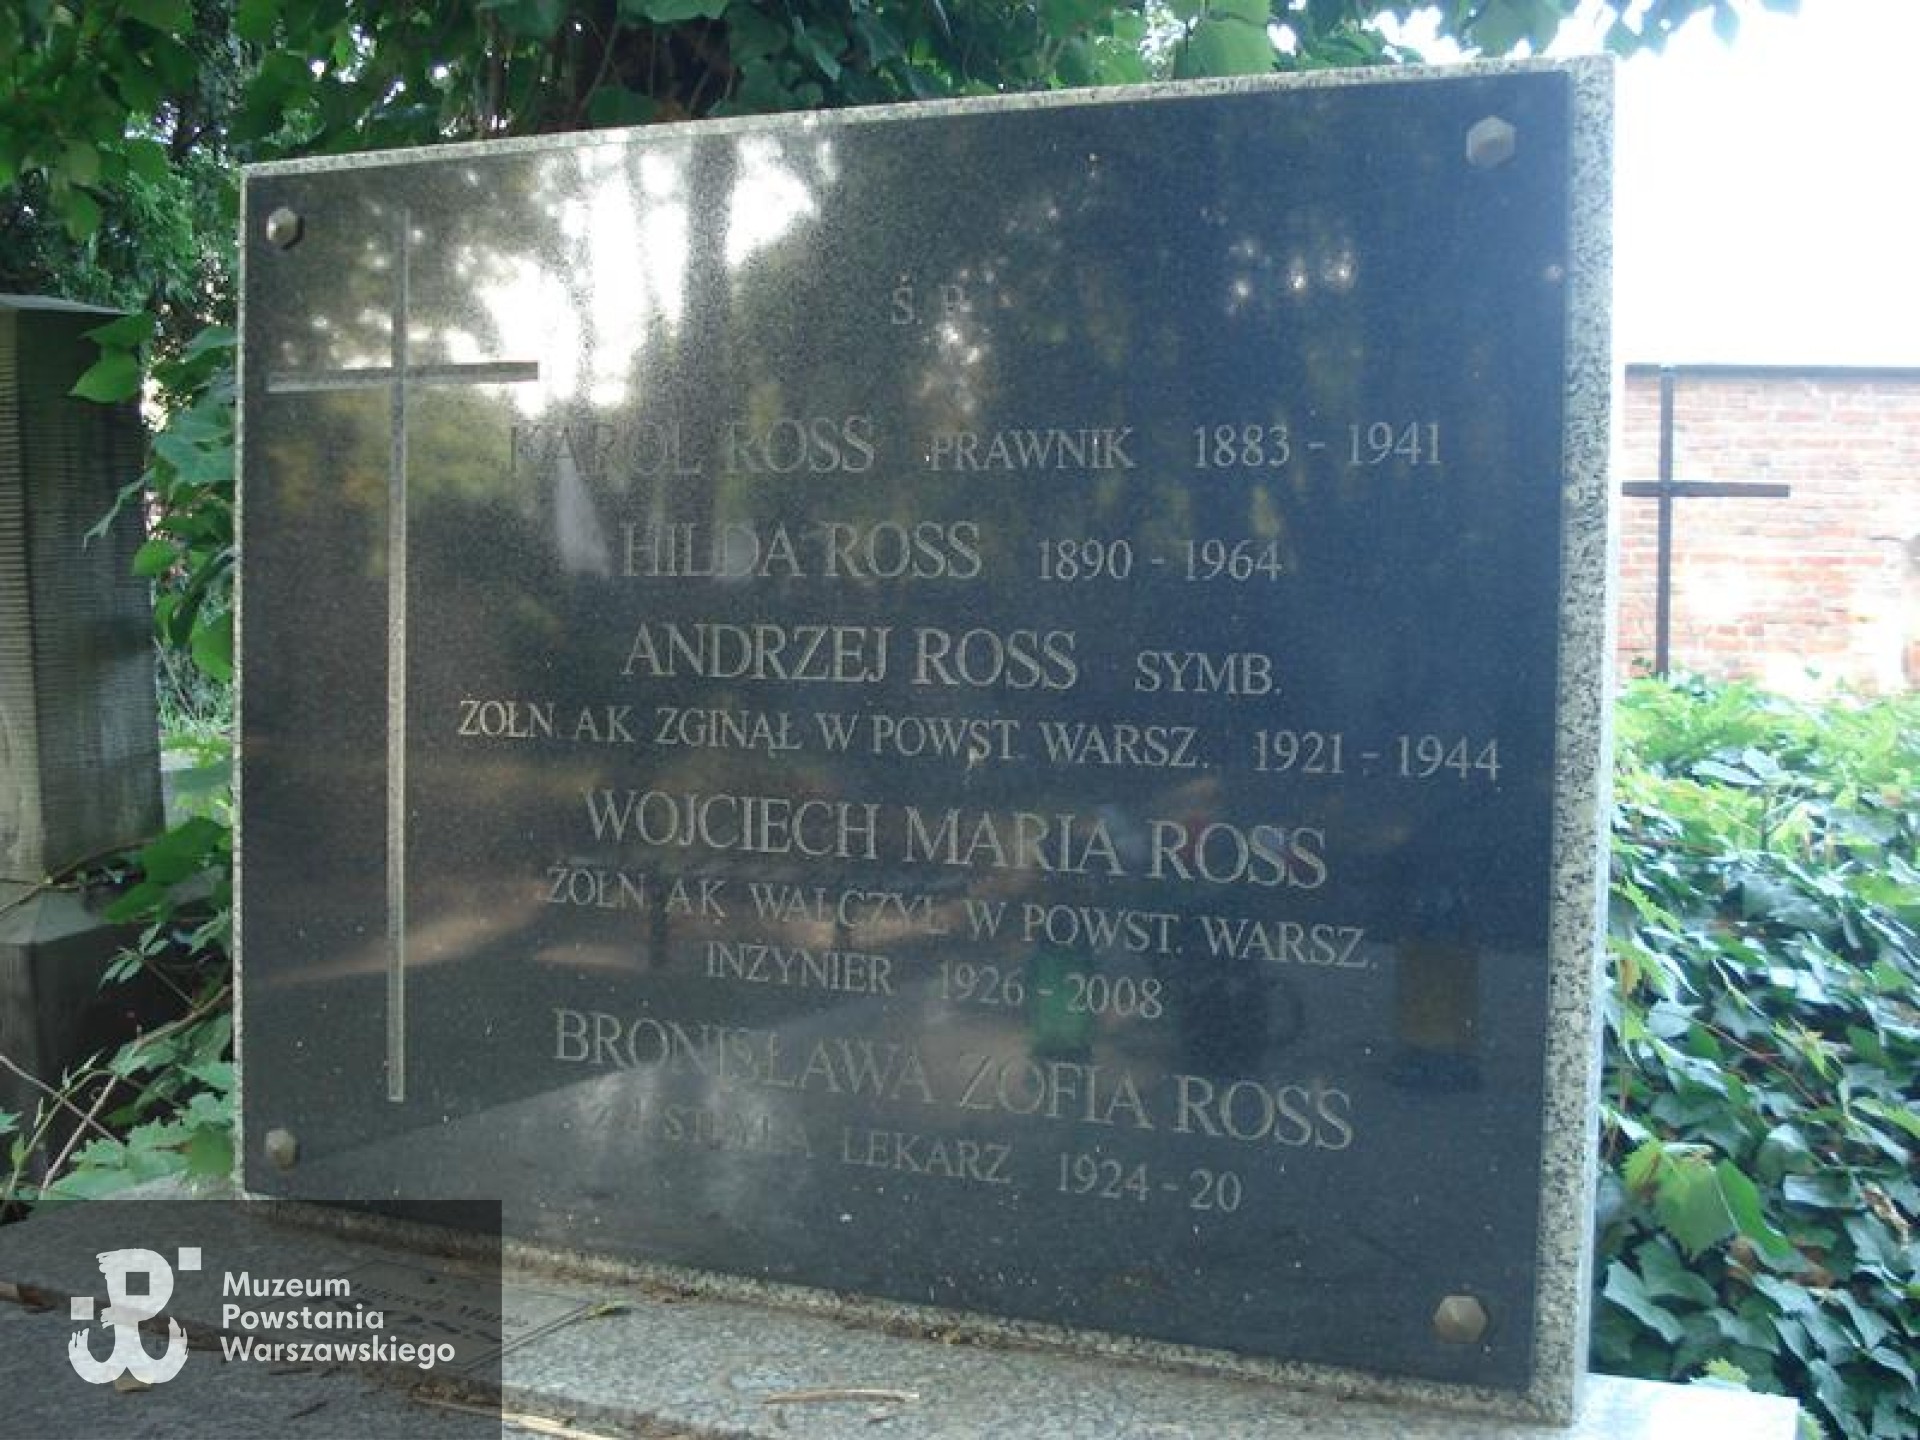 Ś. P.
KAROL ROSS PRAWNIK 1883 - 1941
HILDA ROSS 1890 - 1964
ANDRZEJ ROSS SYMB.
ŻOŁN. AK ZGINĄŁ W POWST. WARSZ. 1921 - 1944
WOJCIECH MARIA ROSS
ŻOŁN. AK WALCZYŁ W POWST. WARSZ.
INŻYNIER 1926 - 2008
BRONISŁAWA ZOFIA ROSS
LEKARZ 1924 - 20
Muzeum
Powstania
Warszawskiego